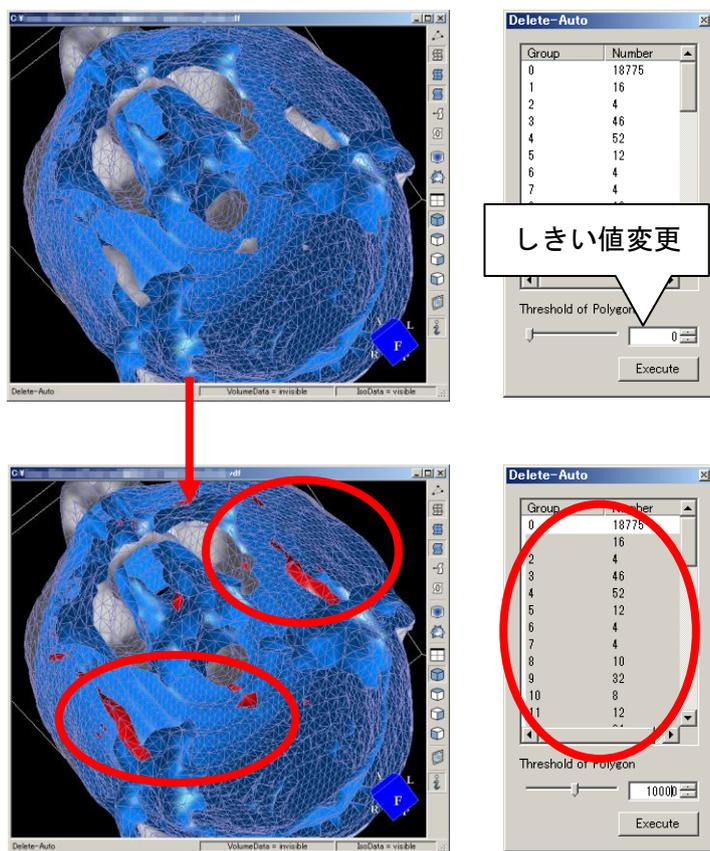 C:¥
Delete-Auto
VolumeData = invisible
IsoData = visible
A
L
R
F
Delete-Auto
Group Number
0 18775
1 16
2 4
3 46
4 52
5 12
6 4
7 4
しきい値変更
Threshold of Polygon
0
Execute
C:¥
.vdf
Delete-Auto
VolumeData = invisible
IsoData = visible
A
L
R
F
Delete-Auto
Group Number
0 18775
16
2 4
3 46
4 52
5 12
6 4
7 4
8 10
9 32
10 8
11 12
Threshold of Polygon
10000
Execute